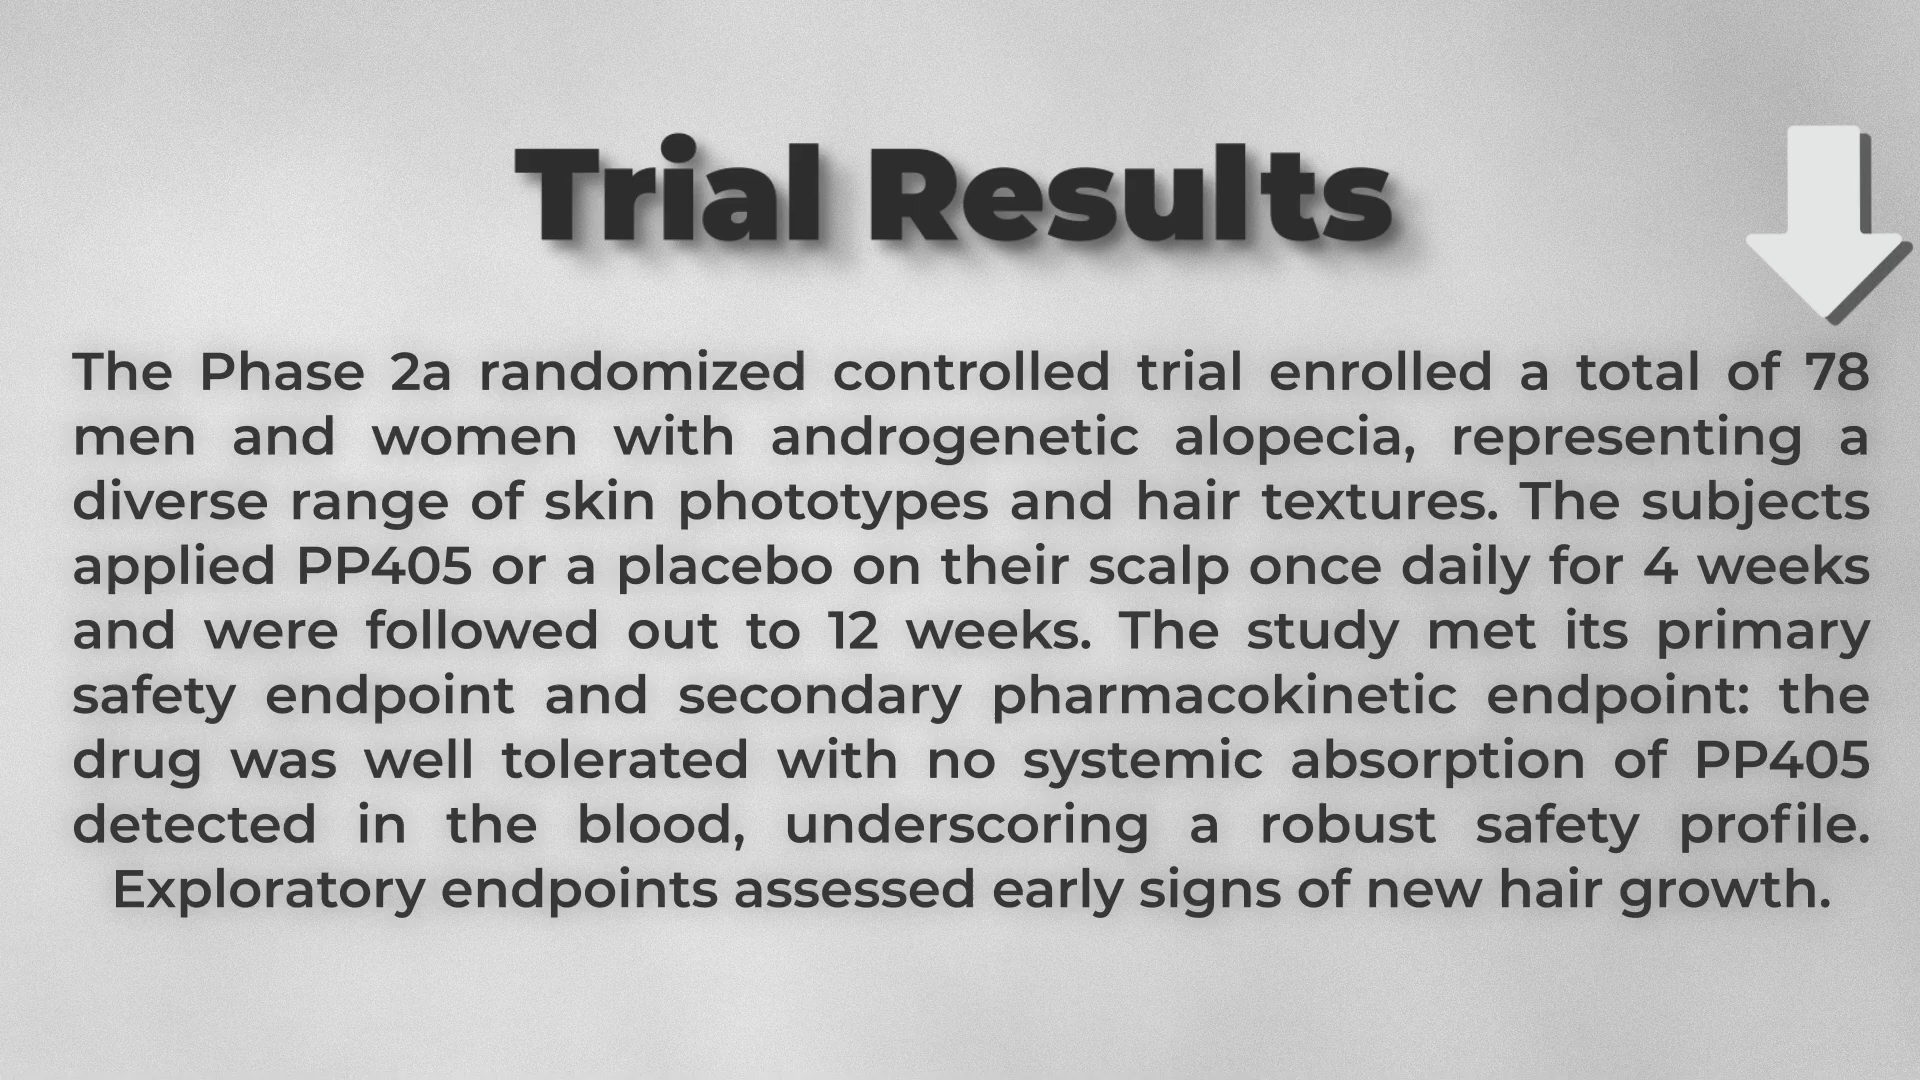 Trial Results
The Phase 2a randomized controlled trial enrolled a total of 78
men and women with androgenetic alopecia, representing a
diverse range of skin phototypes and hair textures. The subjects
applied PP405 or a placebo on their scalp once daily for 4 weeks
and were followed out to 12 weeks. The study met its primary
safety endpoint and secondary pharmacokinetic endpoint: the
drug was well tolerated with no systemic absorption of PP405
detected in the blood, underscoring a robust safety profile.
Exploratory endpoints assessed early signs of new hair growth.